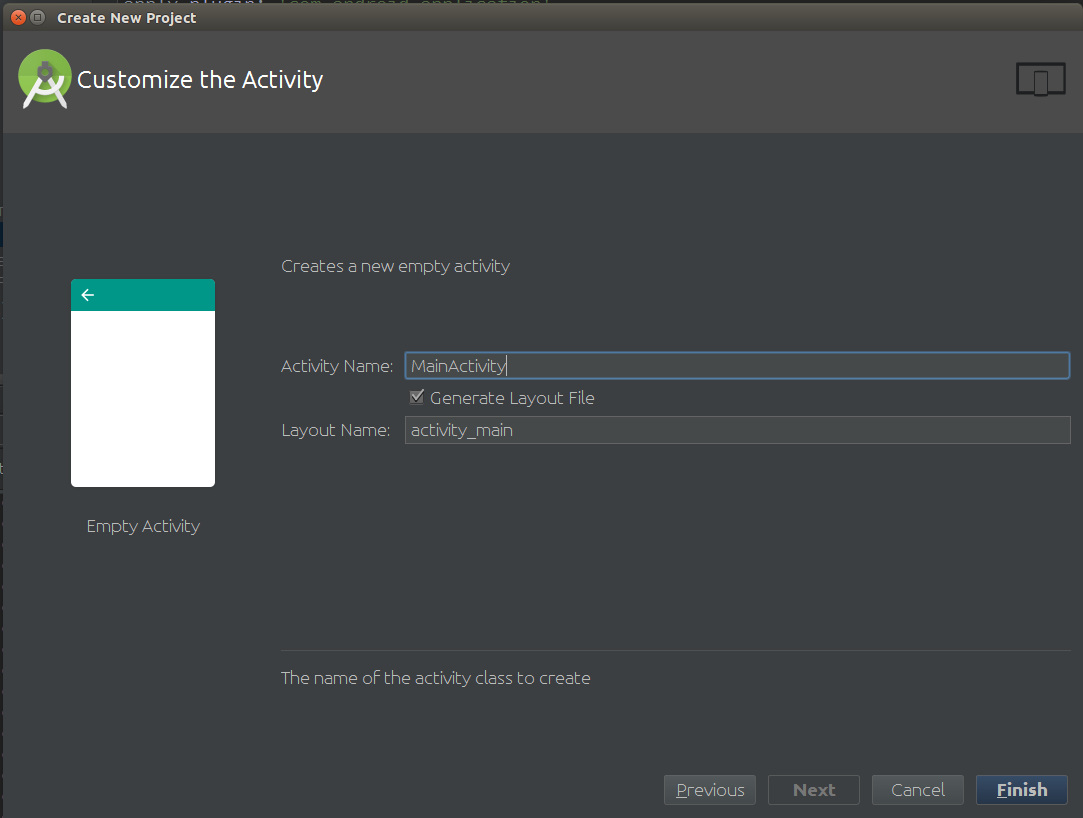 Create New Project
Customize the Activity
Creates a new empty activity
Activity Name: MainActivity
Generate Layout File
Layout Name: activity_main
Empty Activity
The name of the activity class to create
Previous Next Cancel Finish